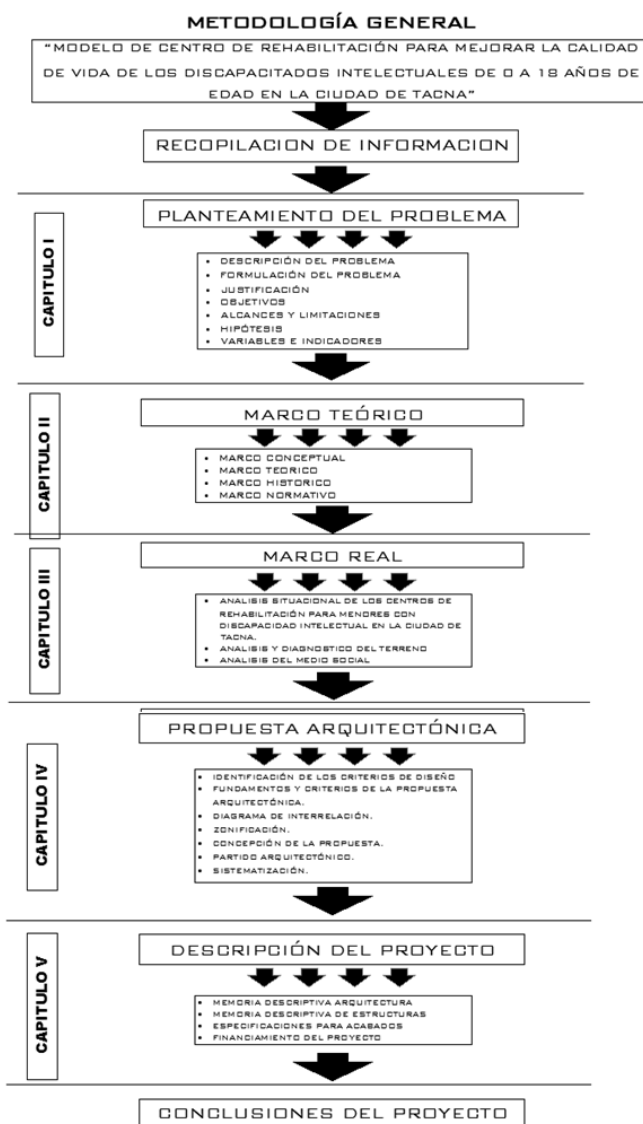 METODOLOGÍA GENERAL
"MODELO DE CENTRO DE REHABILITACIÓN PARA MEJORAR LA CALIDAD
DE VIDA DE LOS DISCAPACITADOS INTELECTUALES DE 0 A 18 AÑOS DE
EDAD EN LA CIUDAD DE TACNA"
RECOPILACION DE INFORMACION
CAPITULO I
PLANTEAMIENTO DEL PROBLEMA
• DESCRIPCIÓN DEL PROBLEMA
• FORMULACIÓN DEL PROBLEMA
• JUSTIFICACIÓN
• OBJETIVOS
• ALCANCES Y LIMITACIONES
• HIPÓTESIS
• VARIABLES E INDICADORES
CAPITULO II
MARCO TEÓRICO
• MARCO CONCEPTUAL
• MARCO TEORICO
• MARCO HISTORICO
• MARCO NORMATIVO
CAPITULO III
MARCO REAL
• ANALISIS SITUACIONAL DE LOS CENTROS DE
REHABILITACIÓN PARA MENORES CON
DISCAPACIDAD INTELECTUAL EN LA CIUDAD DE
TACNA.
• ANALISIS Y DIAGNOSTICO DEL TERRENO
• ANALISIS DEL MEDIO SOCIAL
CAPITULO IV
PROPUESTA ARQUITECTÓNICA
• IDENTIFICACIÓN DE LOS CRITERIOS DE DISEÑO
• FUNDAMENTOS Y CRITERIOS DE LA PROPUESTA
ARQUITECTÓNICA.
• DIAGRAMA DE INTERRELACIÓN.
• ZONIFICACIÓN.
• CONCEPCIÓN DE LA PROPUESTA.
• PARTIDO ARQUITECTÓNICO.
• SISTEMATIZACIÓN.
CAPITULO V
DESCRIPCIÓN DEL PROYECTO
• MEMORIA DESCRIPTIVA ARQUITECTURA
• MEMORIA DESCRIPTIVA DE ESTRUCTURAS
• ESPECIFICACIONES PARA ACABADOS
• FINANCIAMIENTO DEL PROYECTO
CONCLUSIONES DEL PROYECTO